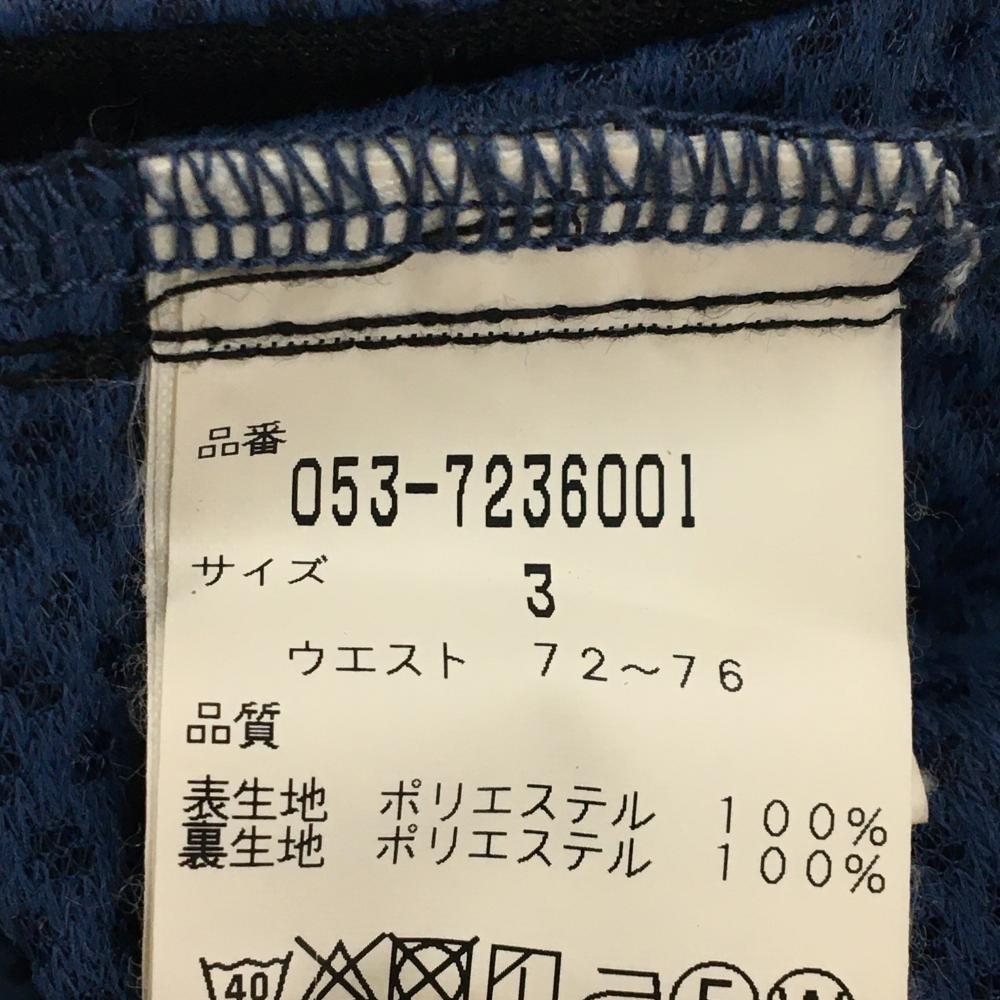 品番
053-7236001
サイズ 3
ウエスト 72～76
品質
表生地 ポリエステル 100%
裏生地 ポリエステル 100%
40